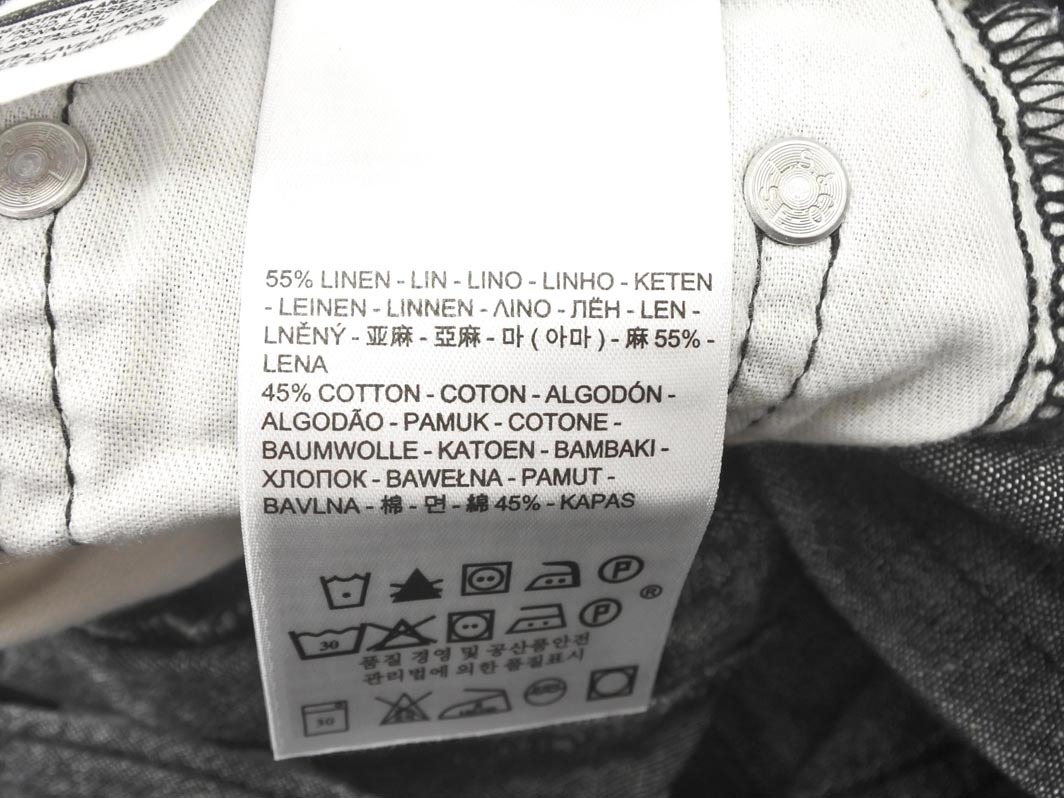 55% LINEN - LIN - LINO - LINHO - KETEN
- LEINEN - LINNEN - ΛΙΝΟ - ЛЁН - LEN -
LNĚNÝ - 亚麻 - 亞麻 - 마 ( 아마 ) - 麻 55% -
LENA
45% COTTON - COTON - ALGODÓN -
ALGODÃO - PAMUK - COTONE -
BAUMWOLLE - KATOEN - BAMBAKI -
ХЛОПОК - BAWEŁNA - PAMUT -
BAVLNA - 棉 - 면 - 綿 45% - KAPAS
P
®
30 P
품질 경영 및 공산품안전
관리법에 의한 품질표시
30